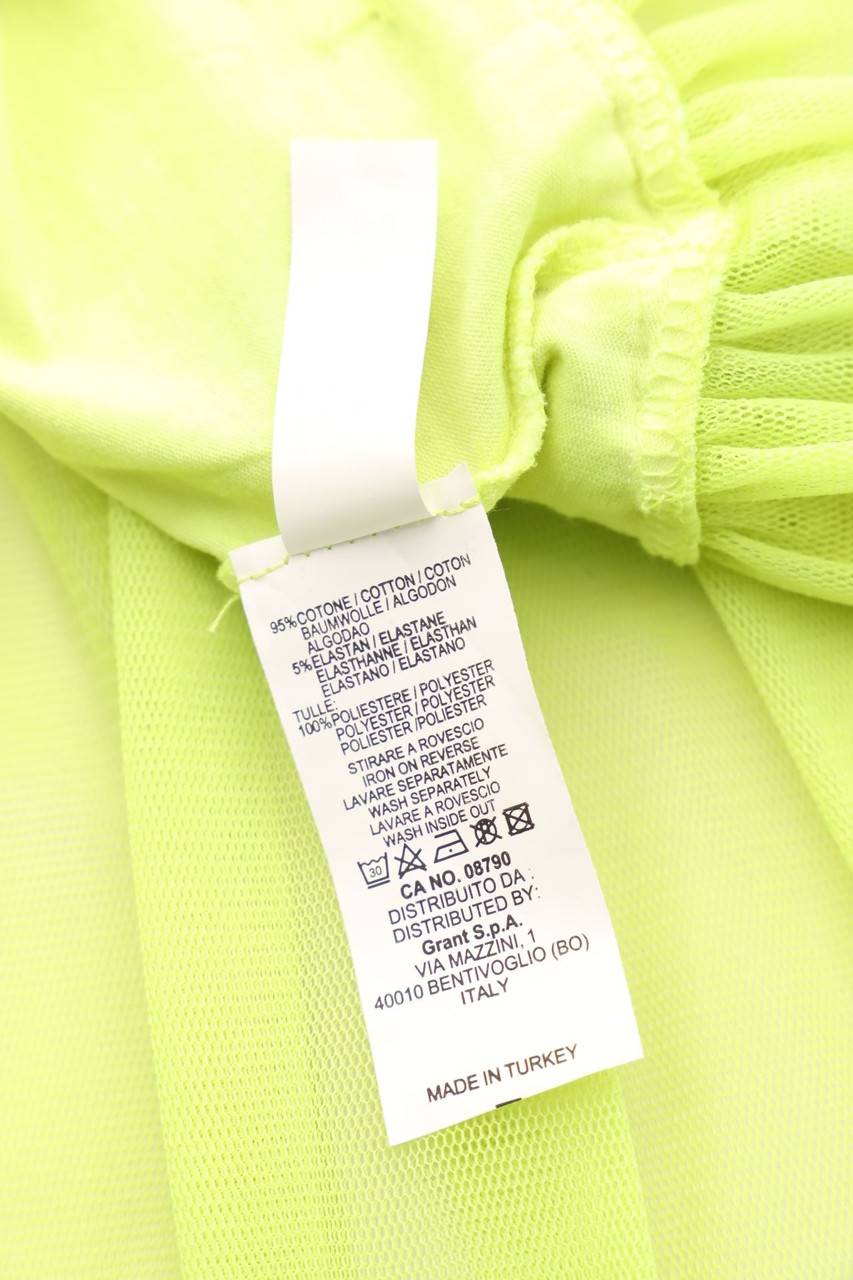 95%COTONE / COTTON / COTON
BAUMWOLLE / ALGODON
ALGODAO
5%ELASTAN / ELASTANE
ELASTHANNE / ELASTHAN
ELASTANO / ELASTANO
TULLE:
100%POLIESTERE / POLYESTER
POLYESTER / POLYESTER
POLIESTER /POLIESTER
STIRARE A ROVESCIO
IRON ON REVERSE
LAVARE SEPARATAMENTE
WASH SEPARATELY
LAVARE A ROVESCIO
WASH INSIDE OUT
30
CA NO. 08790
DISTRIBUITO DA :
DISTRIBUTED BY:
Grant S.p.A.
VIA MAZZINI, 1
40010 BENTIVOGLIO (BO)
ITALY
MADE IN TURKEY